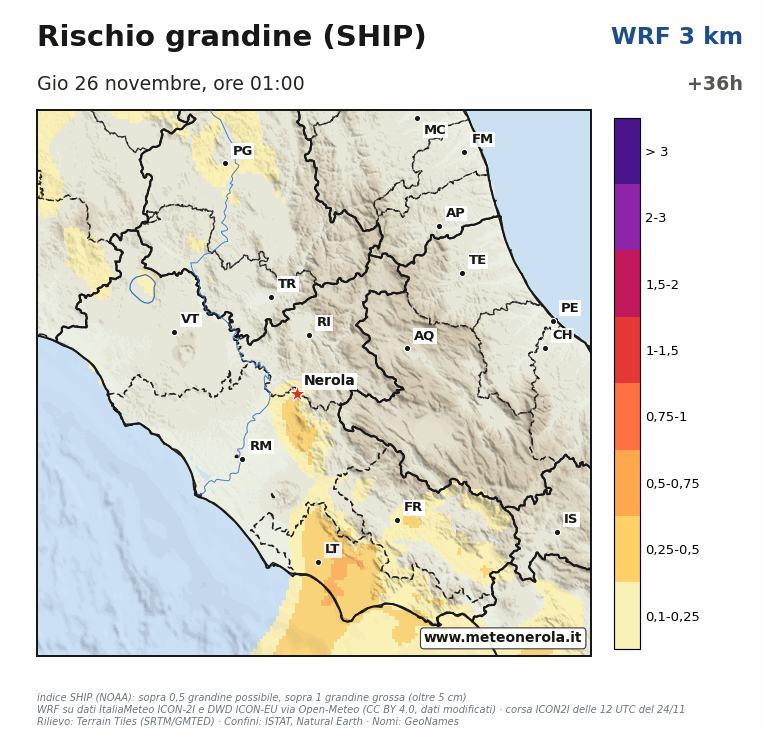 Rischio grandine (SHIP)
WRF 3 km
Gio 26 novembre, ore 01:00
+36h
MC
FM
PG
AP
TE
TR
PE
VT
RI
AQ
CH
Nerola
RM
FR
IS
LT
www.meteonerola.it
> 3
2-3
1,5-2
1-1,5
0,75-1
0,5-0,75
0,25-0,5
0,1-0,25
indice SHIP (NOAA): sopra 0,5 grandine possibile, sopra 1 grandine grossa (oltre 5 cm)
WRF su dati ItaliaMeteo ICON-2I e DWD ICON-EU via Open-Meteo (CC BY 4.0, dati modificati) · corsa ICON2I delle 12 UTC del 24/11
Rilievo: Terrain Tiles (SRTM/GMTED) · Confini: ISTAT, Natural Earth · Nomi: GeoNames